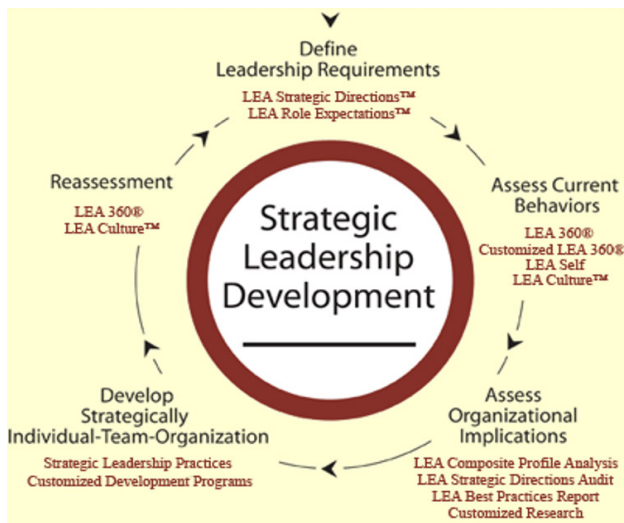 Define
Leadership Requirements
LEA Strategic Directions™
LEA Role Expectations™
Assess Current
Behaviors
LEA 360®
Customized LEA 360®
LEA Self
LEA Culture™
Assess
Organizational
Implications
LEA Composite Profile Analysis
LEA Strategic Directions Audit
LEA Best Practices Report
Customized Research
Develop
Strategically
Individual-Team-Organization
Strategic Leadership Practices
Customized Development Programs
Reassessment
LEA 360®
LEA Culture™
Strategic
Leadership
Development